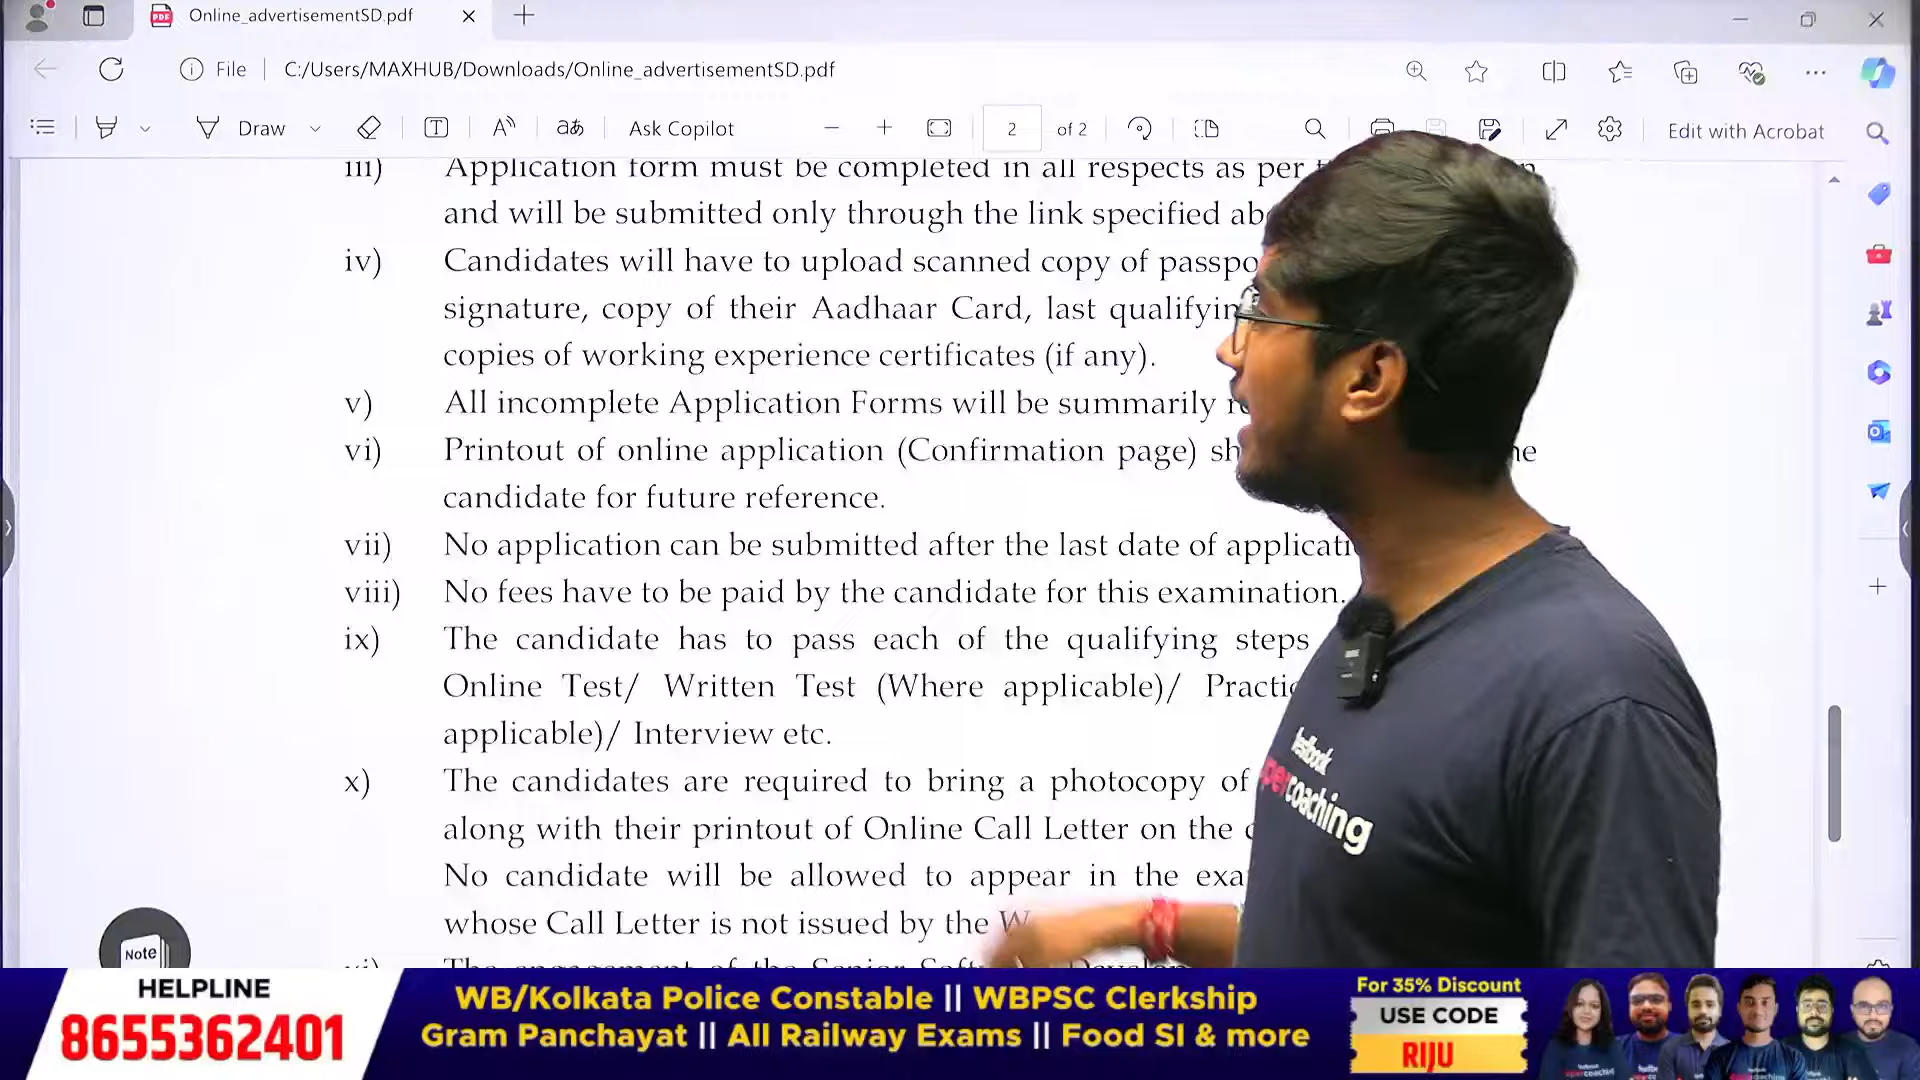 Online_advertisementSD.pdf
File
C:/Users/MAXHUB/Downloads/Online_advertisementSD.pdf
Draw
Ask Copilot
2 of 2
Edit with Acrobat
iii) Application form must be completed in all respects as per
and will be submitted only through the link specified
iv) Candidates will have to upload scanned copy of
signature, copy of their Aadhaar Card, last
copies of working experience certificates (if any).
v) All incomplete Application Forms will be summarily
vi) Printout of online application (Confirmation page)
candidate for future reference.
vii) No application can be submitted after the last date of
viii) No fees have to be paid by the candidate for this examination.
ix) The candidate has to pass each of the qualifying steps
Online Test/ Written Test (Where applicable)/
applicable)/ Interview etc.
x) The candidates are required to bring a photocopy of
along with their printout of Online Call Letter on the
No candidate will be allowed to appear in the
whose Call Letter is not issued by the
testbook
coaching
Note
HELPLINE
8655362401
WB/Kolkata Police Constable || WBPSC Clerkship
Gram Panchayat || All Railway Exams || Food SI & more
For 35% Discount
USE CODE
RIJU